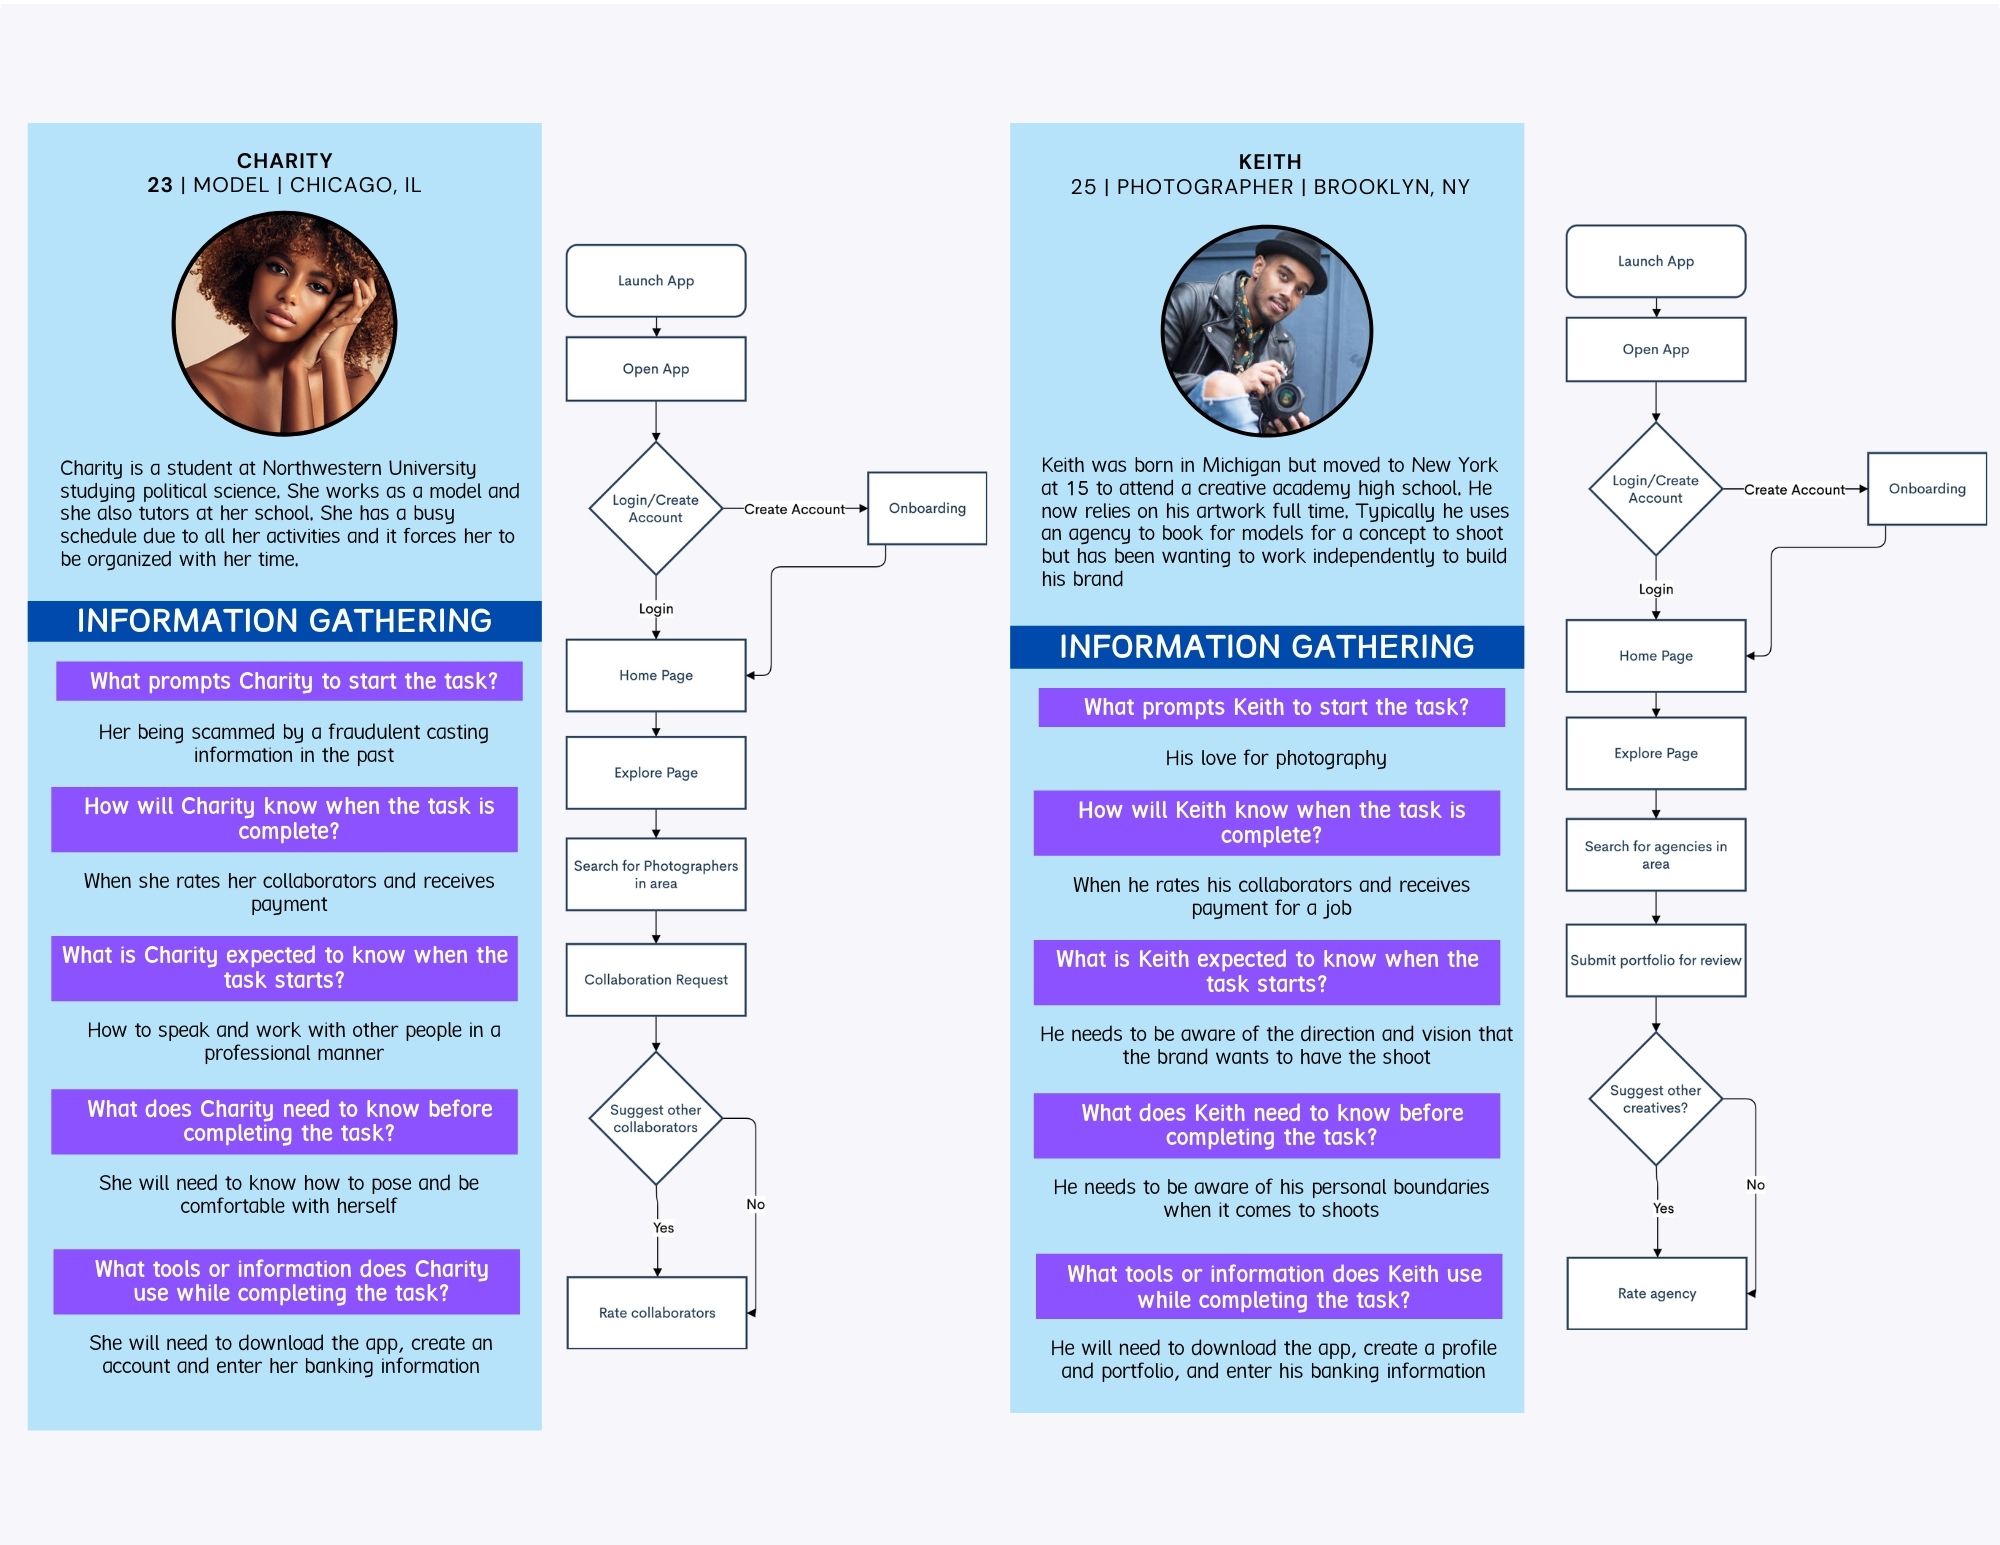 CHARITY
23 | MODEL | CHICAGO, IL
Charity is a student at Northwestern University
studying political science. She works as a model and
she also tutors at her school. She has a busy
schedule due to all her activities and it forces her to
be organized with her time.
INFORMATION GATHERING
What prompts Charity to start the task?
Her being scammed by a fraudulent casting
information in the past
How will Charity know when the task is
complete?
When she rates her collaborators and receives
payment
What is Charity expected to know when the
task starts?
How to speak and work with other people in a
professional manner
What does Charity need to know before
completing the task?
She will need to know how to pose and be
comfortable with herself
What tools or information does Charity
use while completing the task?
She will need to download the app, create an
account and enter her banking information
Launch App
Open App
Login/Create
Account
Create Account
Onboarding
Login
Home Page
Explore Page
Search for Photographers
in area
Collaboration Request
Suggest other
collaborators
No
Yes
Rate collaborators
KEITH
25 | PHOTOGRAPHER | BROOKLYN, NY
Keith was born in Michigan but moved to New York
at 15 to attend a creative academy high school. He
now relies on his artwork full time. Typically he uses
an agency to book for models for a concept to shoot
but has been wanting to work independently to build
his brand
INFORMATION GATHERING
What prompts Keith to start the task?
His love for photography
How will Keith know when the task is
complete?
When he rates his collaborators and receives
payment for a job
What is Keith expected to know when the
task starts?
He needs to be aware of the direction and vision that
the brand wants to have the shoot
What does Keith need to know before
completing the task?
He needs to be aware of his personal boundaries
when it comes to shoots
What tools or information does Keith use
while completing the task?
He will need to download the app, create a profile
and portfolio, and enter his banking information
Launch App
Open App
Login/Create
Account
Create Account
Onboarding
Login
Home Page
Explore Page
Search for agencies in
area
Submit portfolio for review
Suggest other
creatives?
No
Yes
Rate agency